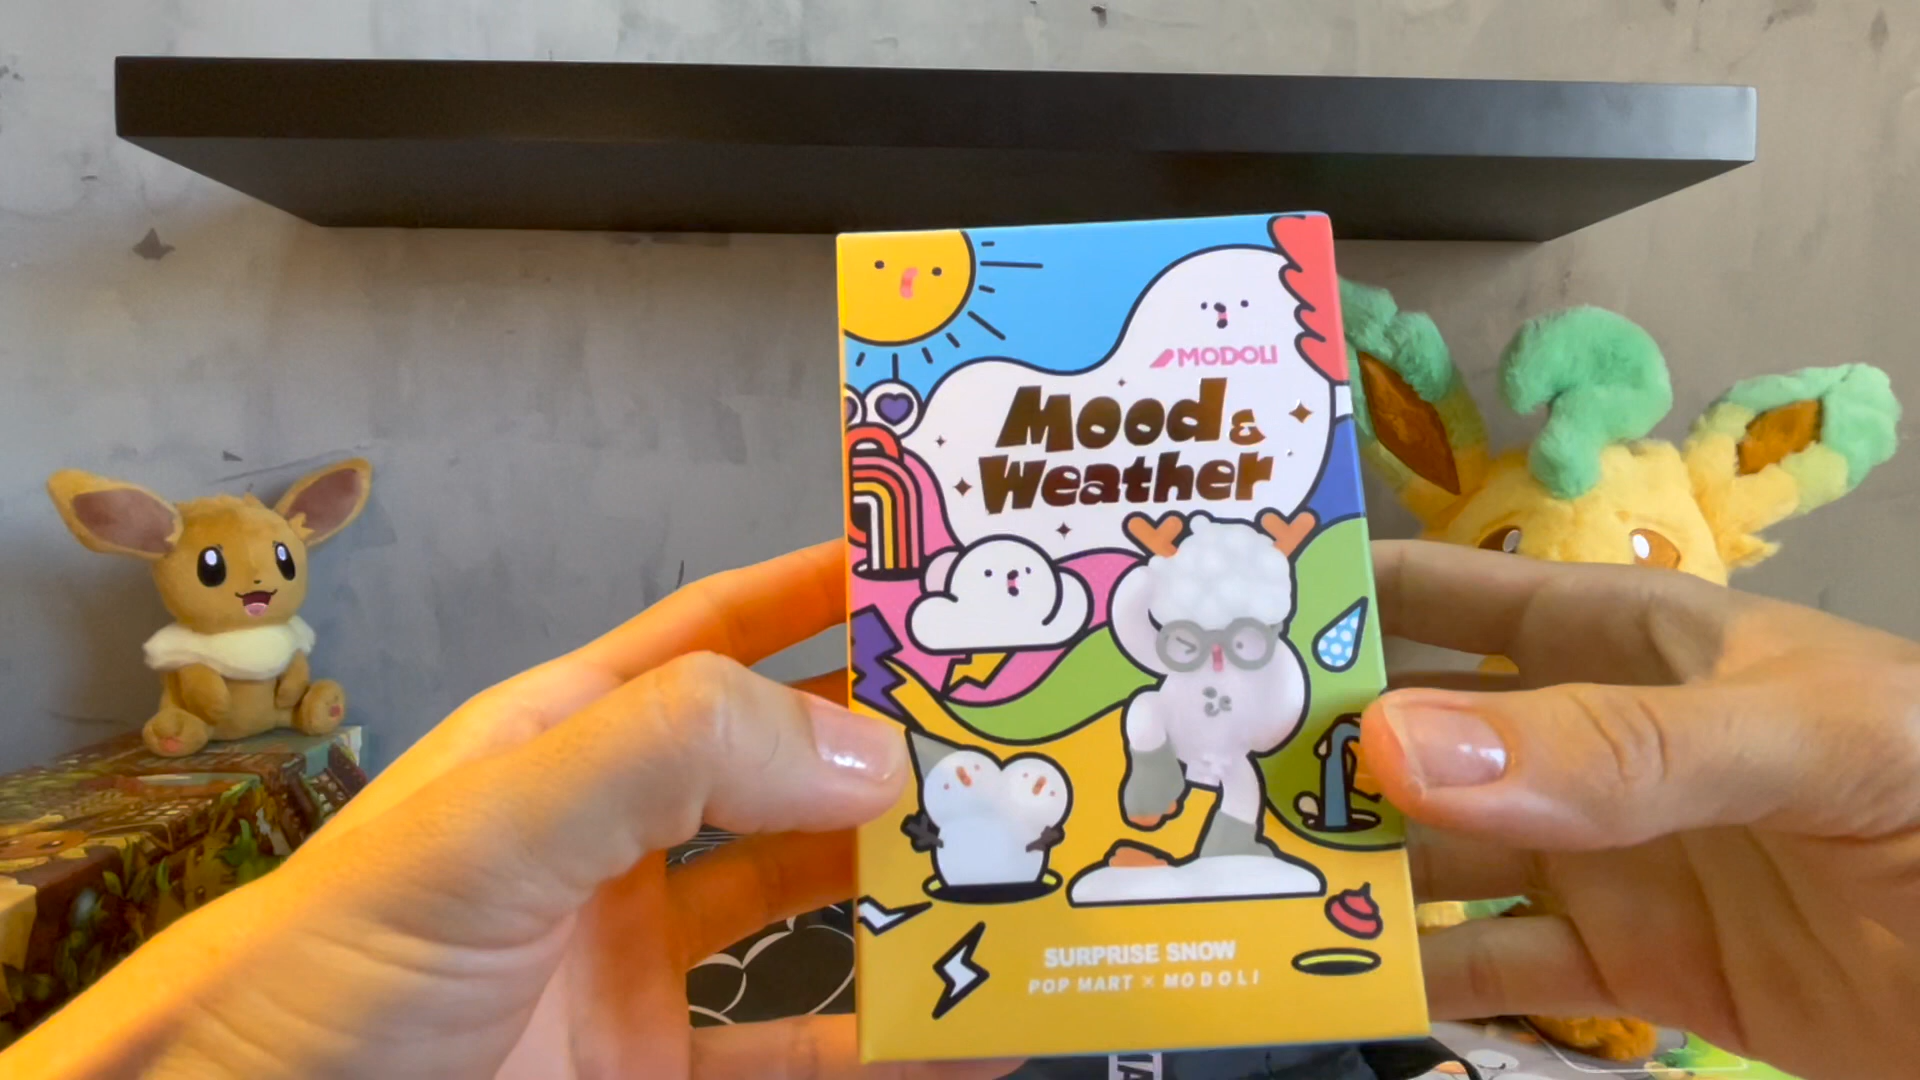 MODOLI
Mood &
Weather
SURPRISE SNOW
POP MART × MODOLI